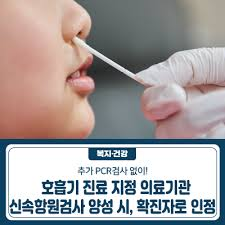 복지·건강
추가 PCR검사 없이!
호흡기 진료 지정 의료기관
신속항원검사 양성 시, 확진자로 인정